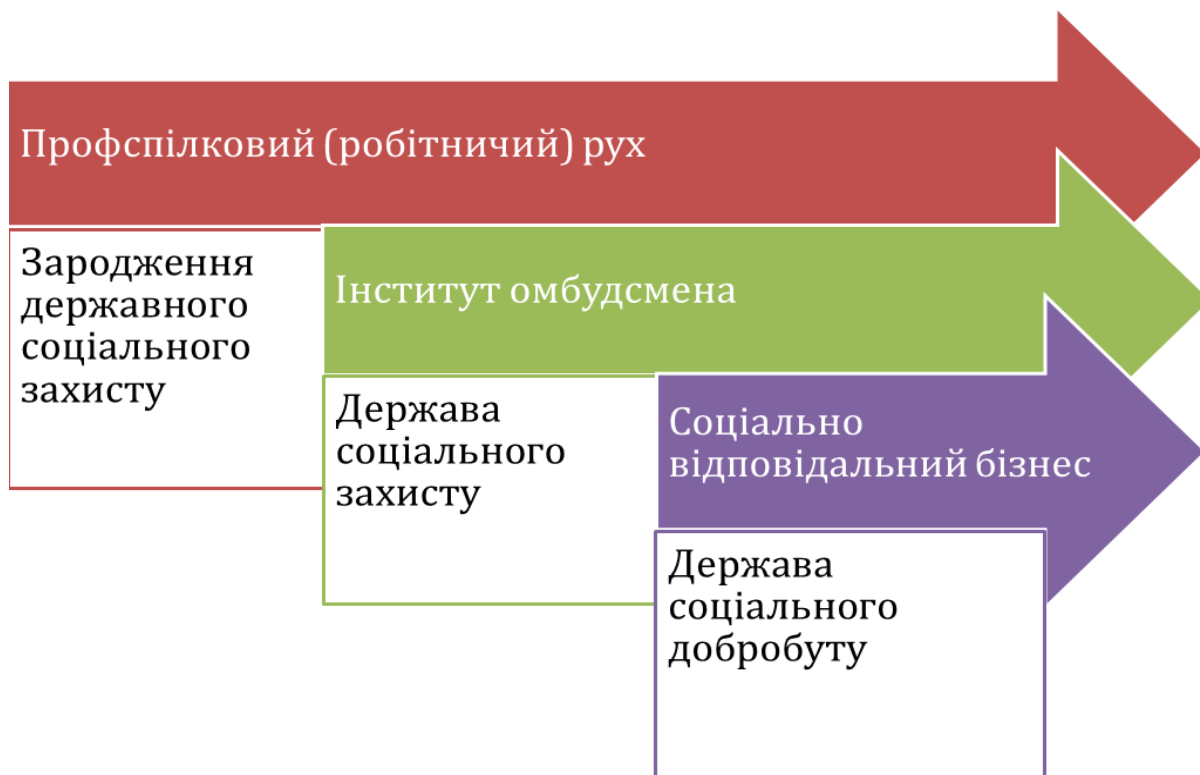 Профспілковий (робітничий) рух
Зародження
державного
соціального
захисту
Інститут омбудсмена
Держава
соціального
захисту
Соціально
відповідальний бізнес
Держава
соціального
добробуту